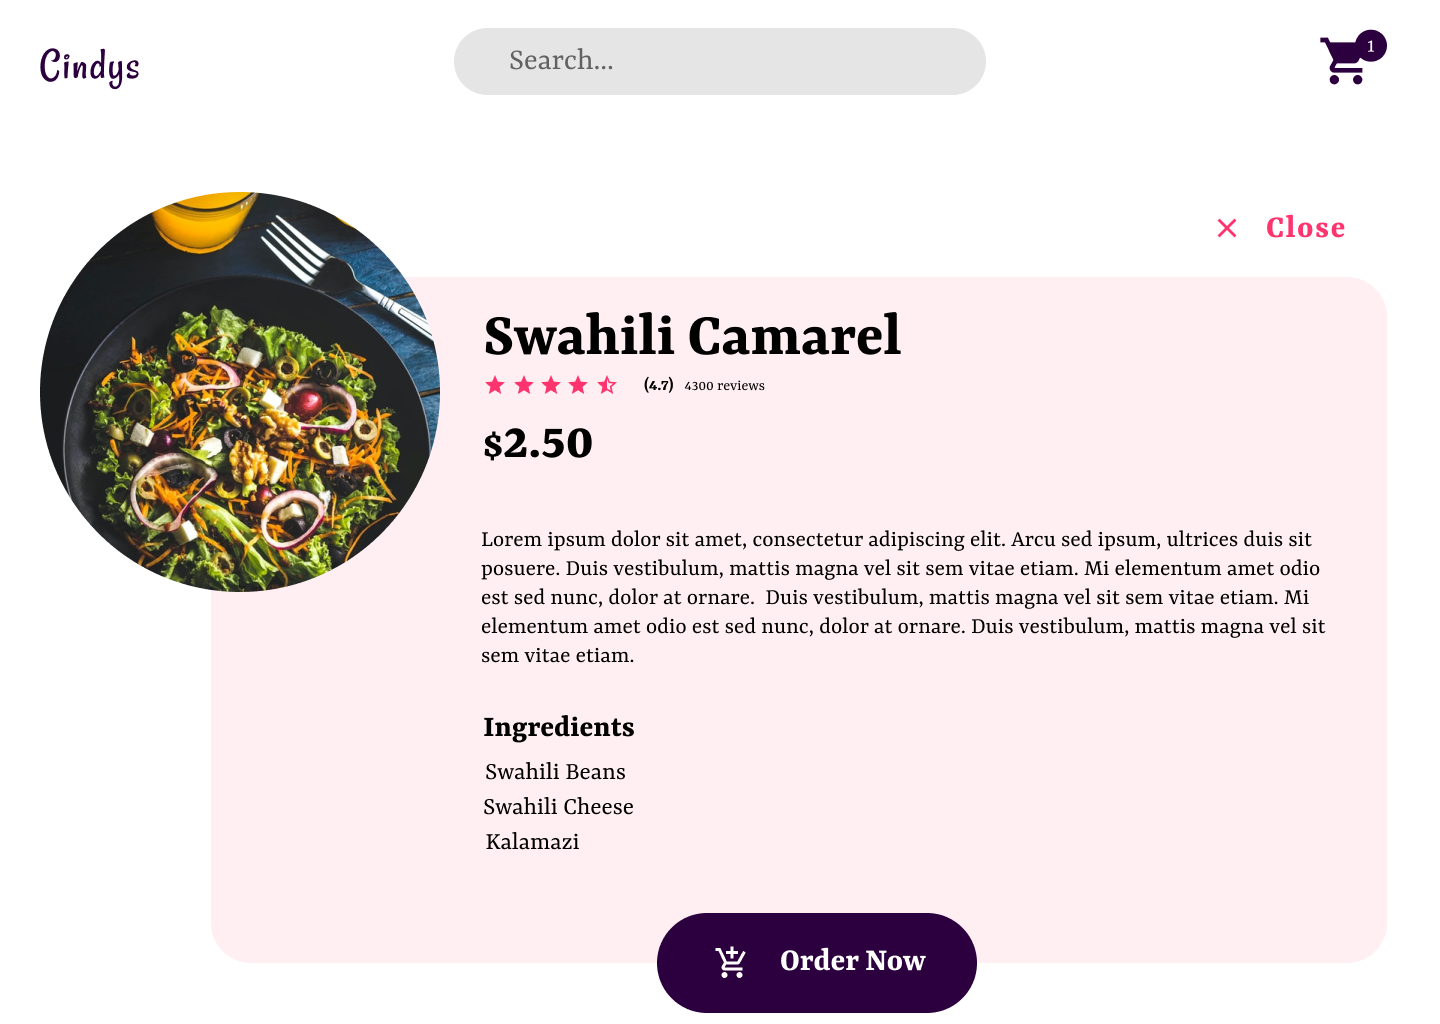 Cindys
Search...
1
Close
Swahili Camarel
(4.7) 4300 reviews
$2.50
Lorem ipsum dolor sit amet, consectetur adipiscing elit. Arcu sed ipsum, ultrices duis sit
posuere. Duis vestibulum, mattis magna vel sit sem vitae etiam. Mi elementum amet odio
est sed nunc, dolor at ornare.  Duis vestibulum, mattis magna vel sit sem vitae etiam. Mi
elementum amet odio est sed nunc, dolor at ornare. Duis vestibulum, mattis magna vel sit
sem vitae etiam.
Ingredients
Swahili Beans
Swahili Cheese
Kalamazi
Order Now